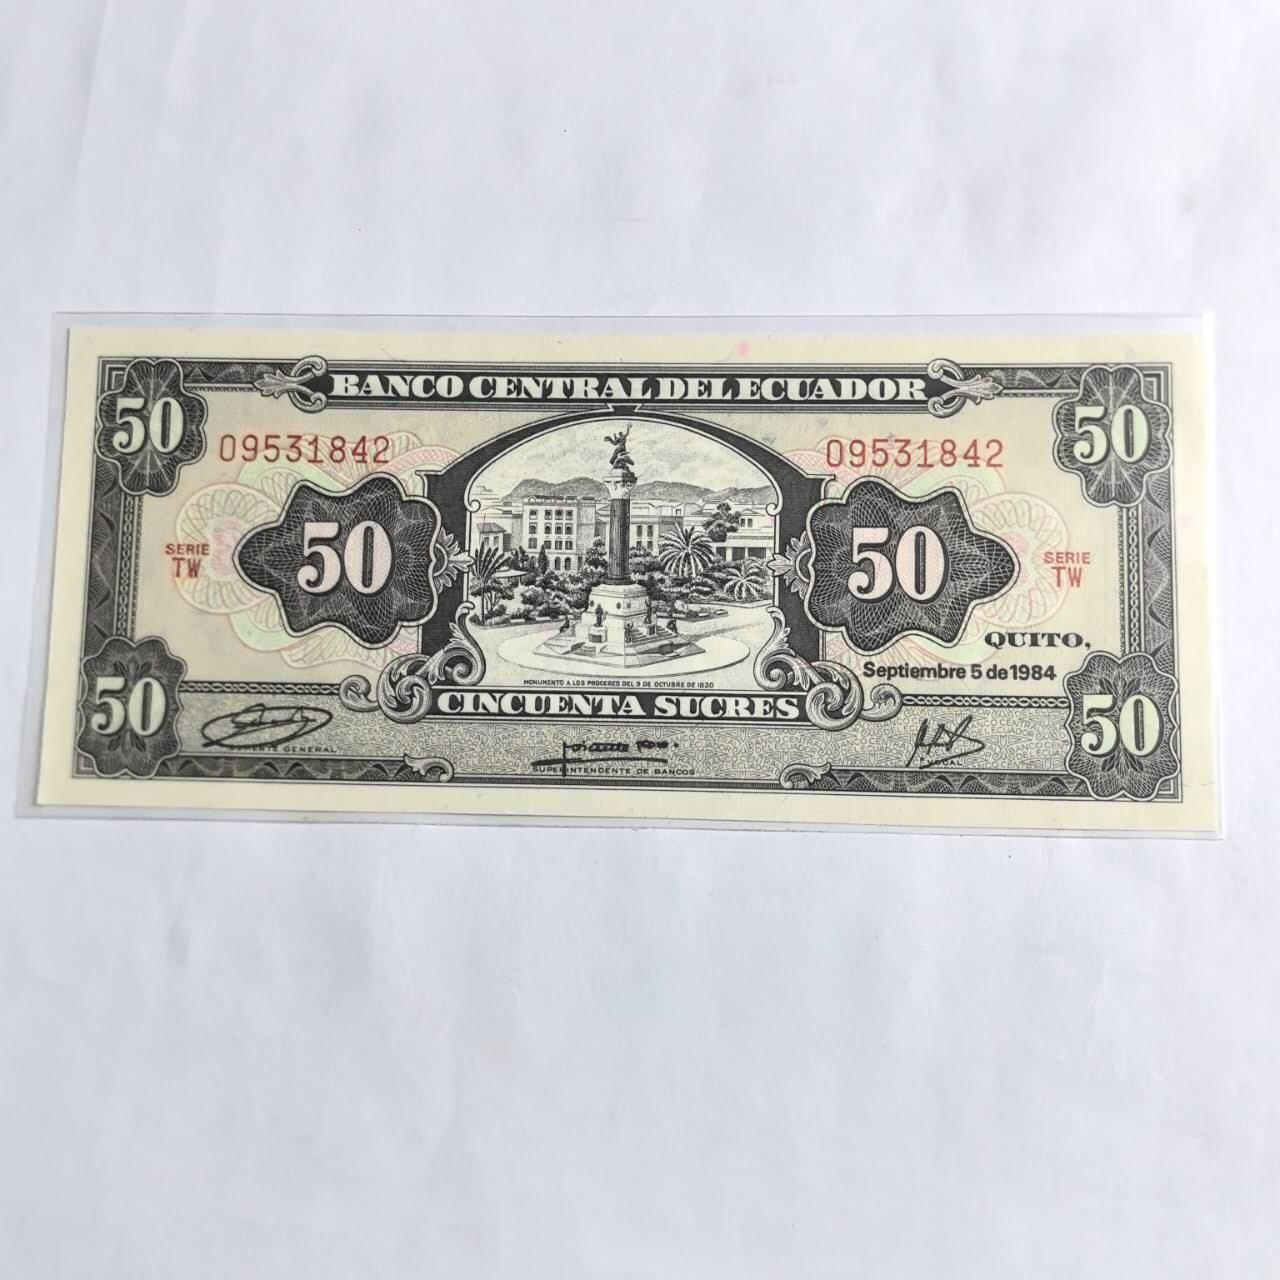 BANCO CENTRAL DEL ECUADOR
50
50
09531842
09531842
50
50
SERIE
TW
SERIE
TW
QUITO,
Septiembre 5 de 1984
MONUMENTO A LOS PROCERES DEL 9 DE OCTUBRE DE 1820
CINCUENTA SUCRES
50
50
GERENTE GENERAL
SUPERINTENDENTE DE BANCOS
VOCAL